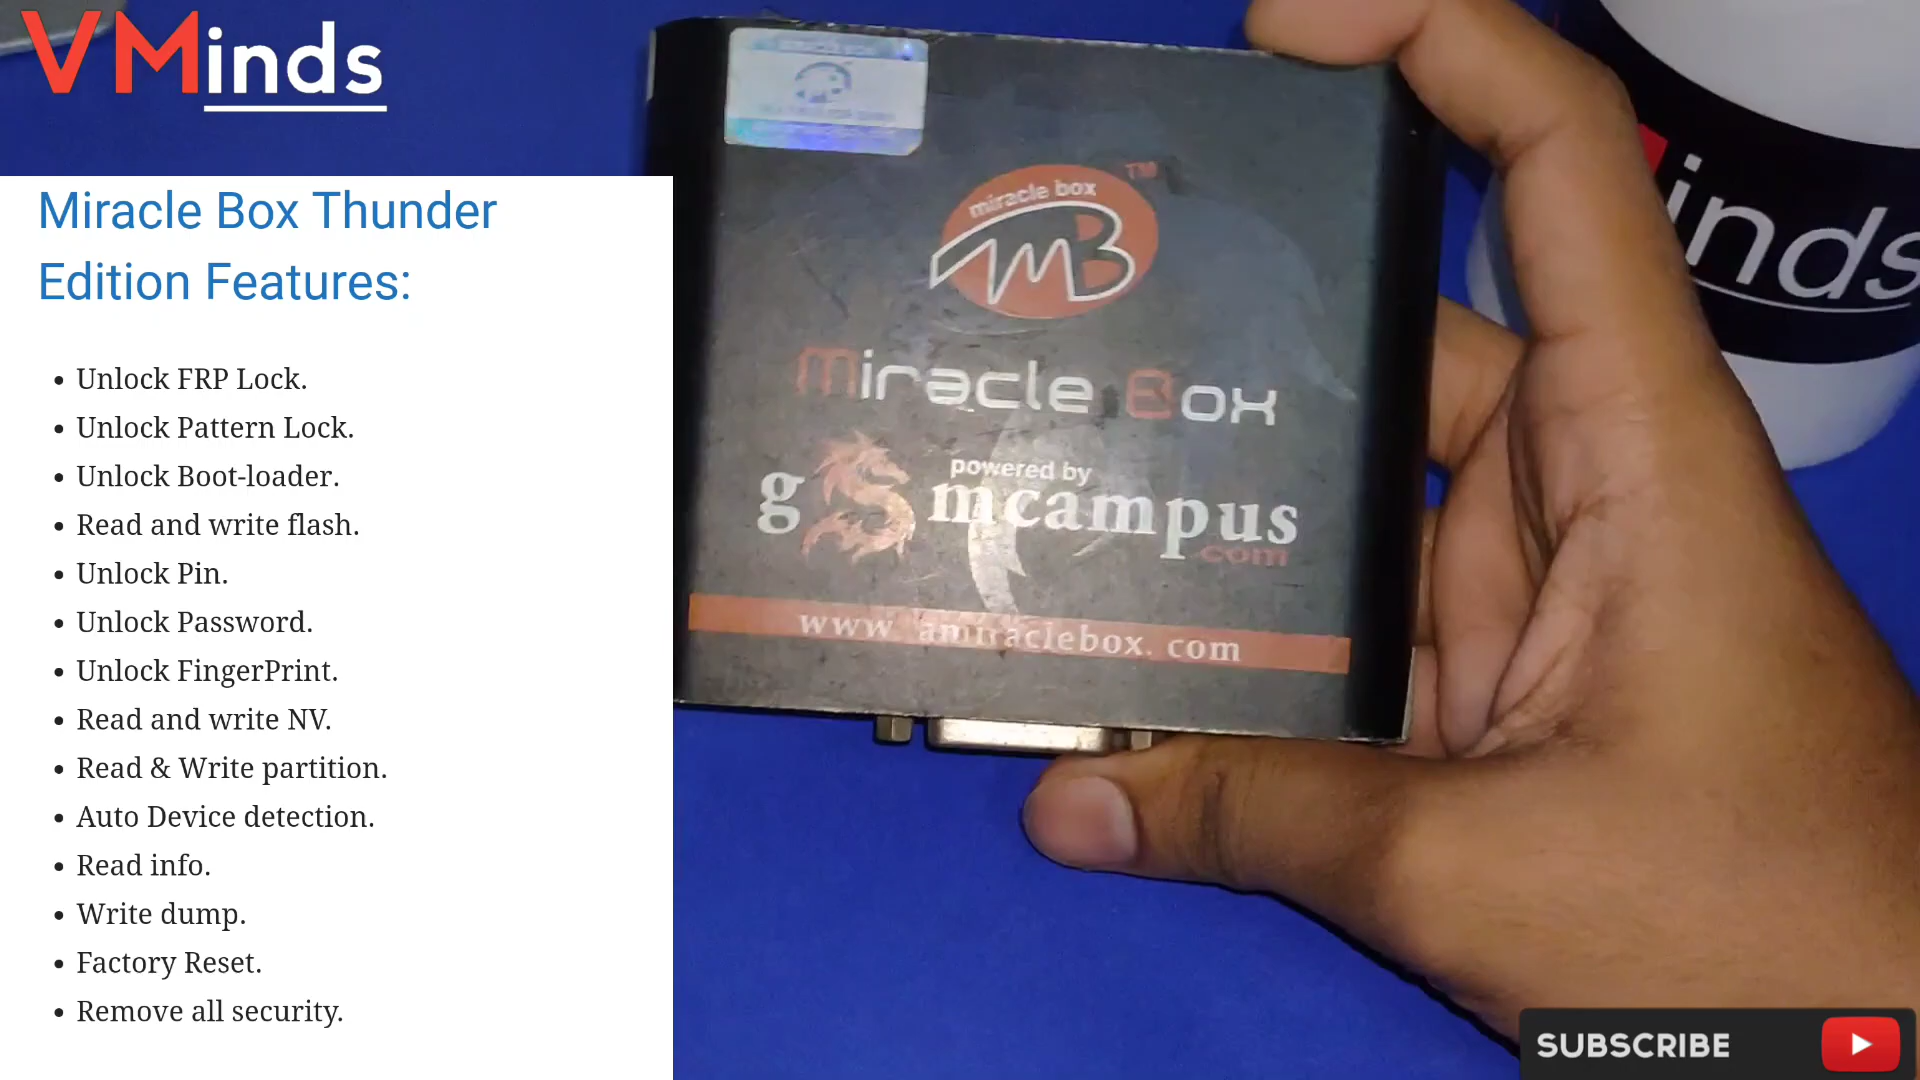 VMinds
Miracle Box Thunder
Edition Features:
Unlock FRP Lock.
Unlock Pattern Lock.
Unlock Boot-loader.
Read and write flash.
Unlock Pin.
Unlock Password.
Unlock FingerPrint.
Read and write NV.
Read & Write partition.
Auto Device detection.
Read info.
Write dump.
Factory Reset.
Remove all security.
miracle box
TM
MB
Miracle Box
powered by
gSmcampus
com
www.amiraclebox.com
inds
SUBSCRIBE